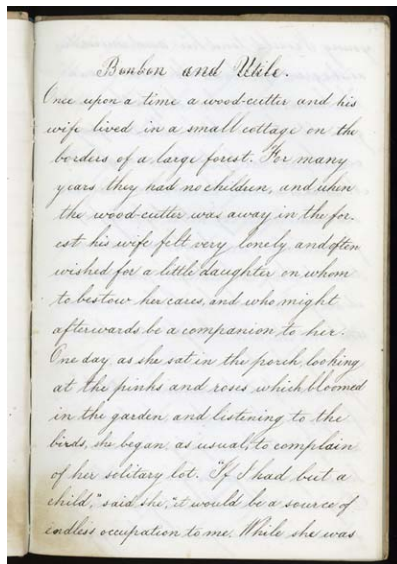 Bonbon and Utile.
Once upon a time a wood-cutter and his
wife lived in a small cottage on the
borders of a large forest. For many
years they had no children, and when
the wood-cutter was away in the for-
est his wife felt very lonely and often
wished for a little daughter on whom
to bestow her cares, and who might
afterwards be a companion to her.
One day, as she sat in the porch, looking
at the pinks and roses which bloomed
in the garden and listening to the
birds, she began, as usual, to complain
of her solitary lot. "If I had but a
child," said she, "it would be a source of
endless occupation to me. While she was